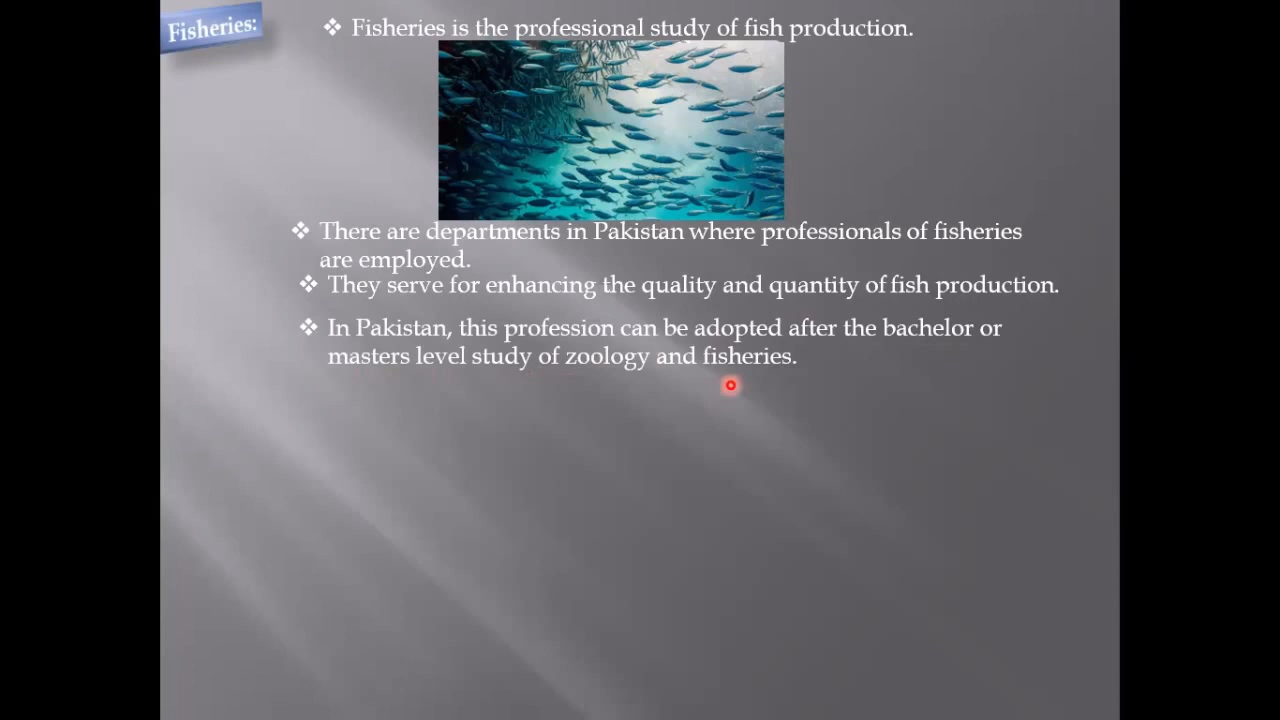 Fisheries:
❖ Fisheries is the professional study of fish production.
❖ There are departments in Pakistan where professionals of fisheries
are employed.
❖ They serve for enhancing the quality and quantity of fish production.
❖ In Pakistan, this profession can be adopted after the bachelor or
masters level study of zoology and fisheries.